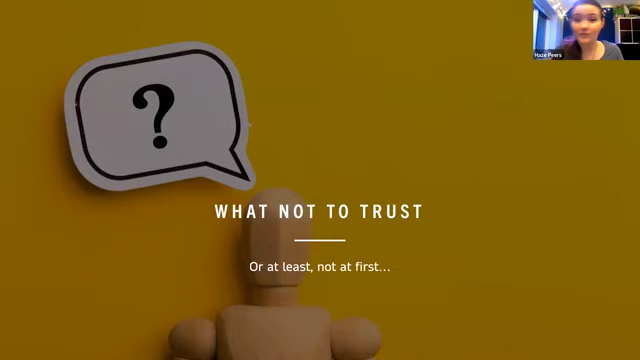 Haze Peers
?
WHAT NOT TO TRUST
Or at least, not at first...